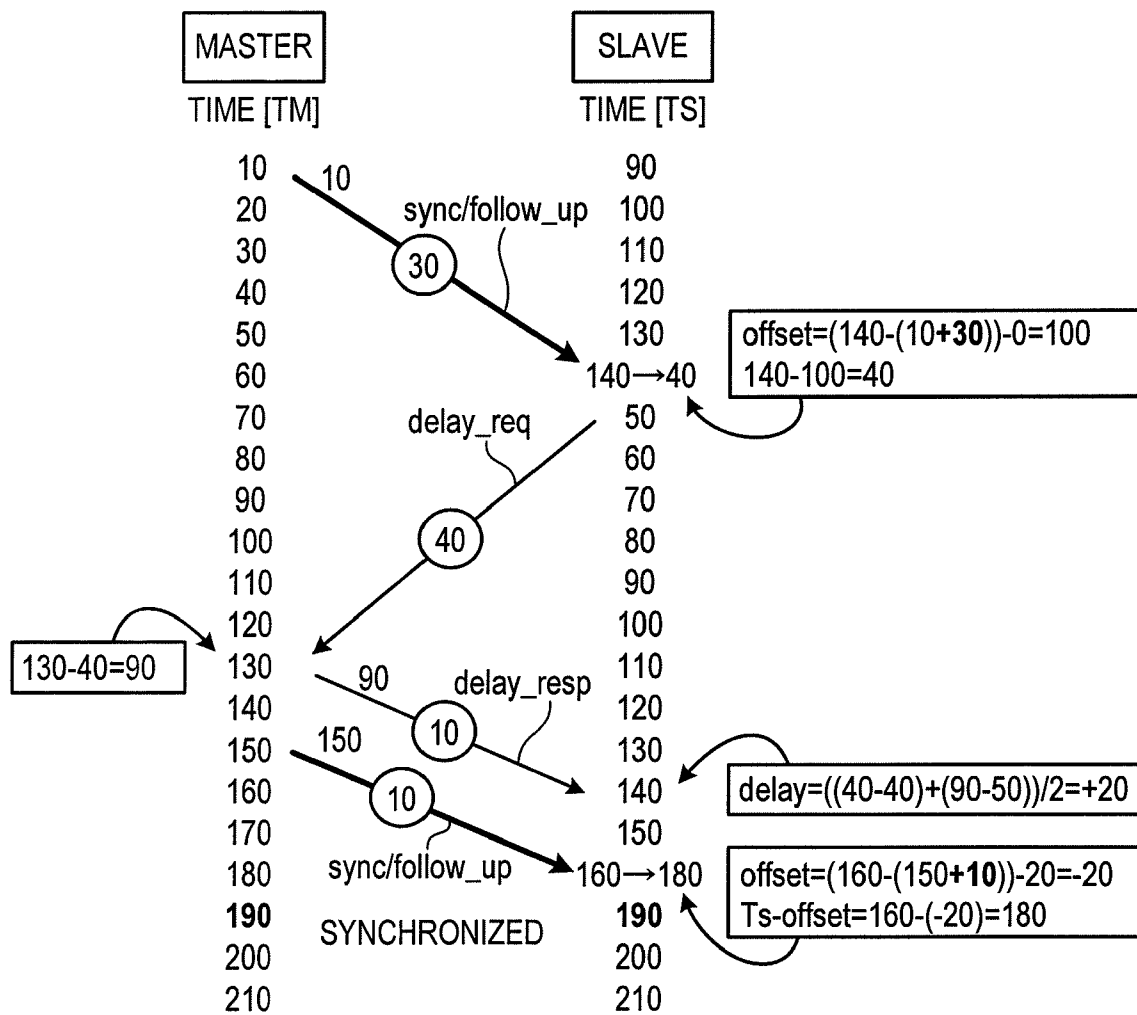 MASTER SLAVE
TIME [TM] TIME [TS]
10 10 90
20 sync/follow_up 100
30 30 110
40 120
50 130 offset=(140-(10+30))-0=100
60 140→40 140-100=40
70 delay_req 50
80 60
90 70
100 40 80
110 90
120 100
130-40=90 130 90 delay_resp 110
140 10 120
150 150 130
160 10 140 delay=((40-40)+(90-50))/2=+20
170 150
180 sync/follow_up 160→180 offset=(160-(150+10))-20=-20
190 SYNCHRONIZED 190 Ts-offset=160-(-20)=180
200 200
210 210